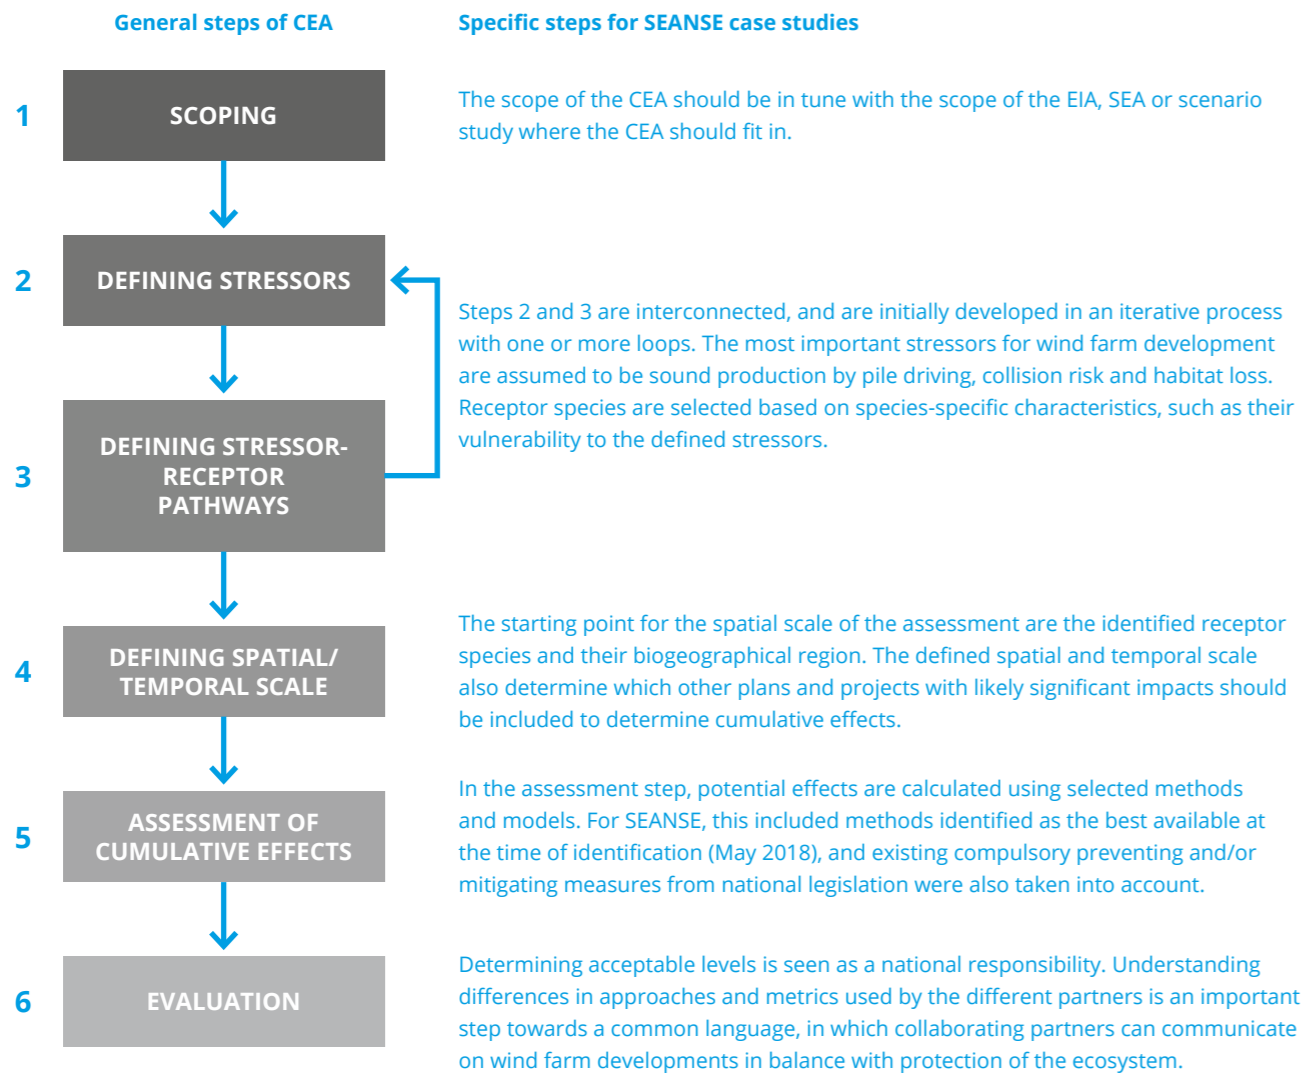 General steps of CEA
Specific steps for SEANSE case studies
1
SCOPING
The scope of the CEA should be in tune with the scope of the EIA, SEA or scenario
study where the CEA should fit in.
2
DEFINING STRESSORS
Steps 2 and 3 are interconnected, and are initially developed in an iterative process
with one or more loops. The most important stressors for wind farm development
are assumed to be sound production by pile driving, collision risk and habitat loss.
Receptor species are selected based on species-specific characteristics, such as their
vulnerability to the defined stressors.
3
DEFINING STRESSOR-
RECEPTOR
PATHWAYS
4
DEFINING SPATIAL/
TEMPORAL SCALE
The starting point for the spatial scale of the assessment are the identified receptor
species and their biogeographical region. The defined spatial and temporal scale
also determine which other plans and projects with likely significant impacts should
be included to determine cumulative effects.
5
ASSESSMENT OF
CUMULATIVE EFFECTS
In the assessment step, potential effects are calculated using selected methods
and models. For SEANSE, this included methods identified as the best available at
the time of identification (May 2018), and existing compulsory preventing and/or
mitigating measures from national legislation were also taken into account.
6
EVALUATION
Determining acceptable levels is seen as a national responsibility. Understanding
differences in approaches and metrics used by the different partners is an important
step towards a common language, in which collaborating partners can communicate
on wind farm developments in balance with protection of the ecosystem.